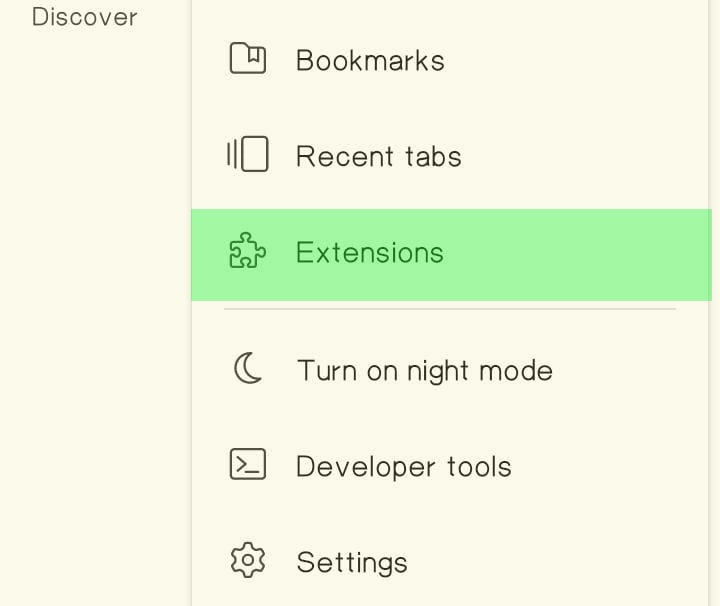 Discover
Bookmarks
Recent tabs
Extensions
Turn on night mode
Developer tools
Settings